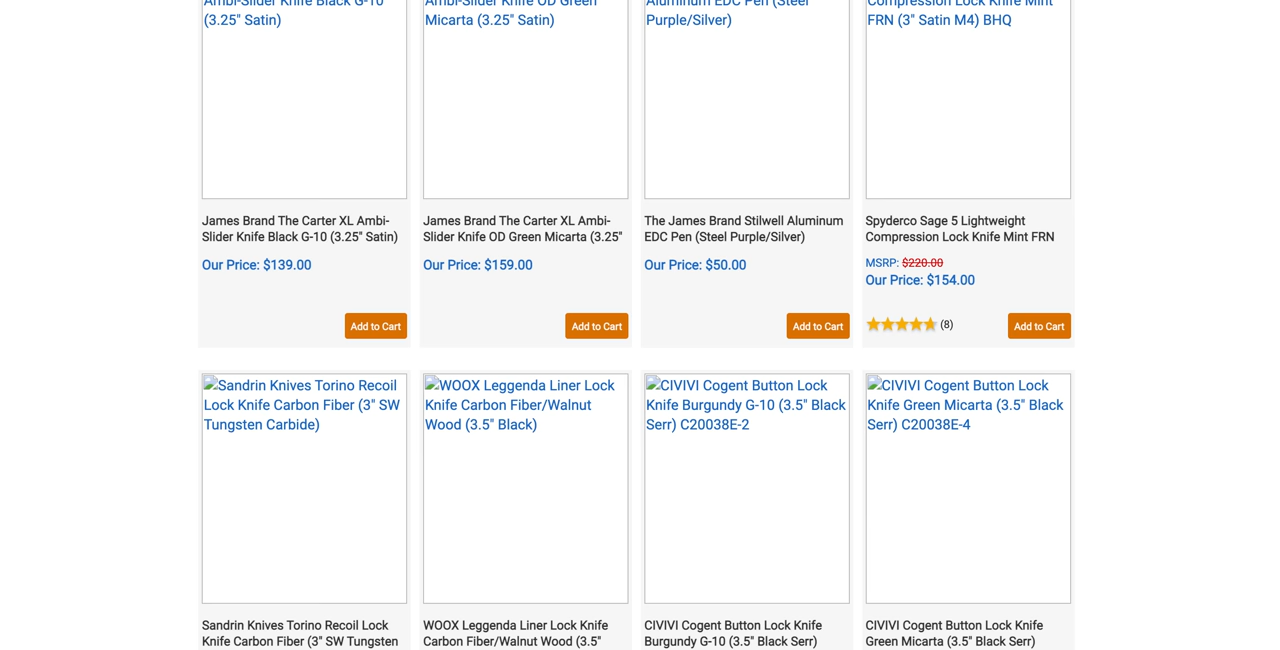 Ambi-Slider Knife Black G-10
(3.25" Satin)
Ambi-Slider Knife OD Green
Micarta (3.25" Satin)
Aluminum EDC Pen (Steel
Purple/Silver)
Compression Lock Knife Mint
FRN (3" Satin M4) BHQ
James Brand The Carter XL Ambi-
Slider Knife Black G-10 (3.25" Satin)
Our Price: $139.00
Add to Cart
James Brand The Carter XL Ambi-
Slider Knife OD Green Micarta (3.25"
Our Price: $159.00
Add to Cart
The James Brand Stilwell Aluminum
EDC Pen (Steel Purple/Silver)
Our Price: $50.00
Add to Cart
Spyderco Sage 5 Lightweight
Compression Lock Knife Mint FRN
MSRP: $220.00
Our Price: $154.00
(8)
Add to Cart
Sandrin Knives Torino Recoil
Lock Knife Carbon Fiber (3" SW
Tungsten Carbide)
WOOX Leggenda Liner Lock
Knife Carbon Fiber/Walnut
Wood (3.5" Black)
CIVIVI Cogent Button Lock
Knife Burgundy G-10 (3.5" Black
Serr) C20038E-2
CIVIVI Cogent Button Lock
Knife Green Micarta (3.5" Black
Serr) C20038E-4
Sandrin Knives Torino Recoil Lock
Knife Carbon Fiber (3" SW Tungsten
WOOX Leggenda Liner Lock Knife
Carbon Fiber/Walnut Wood (3.5"
CIVIVI Cogent Button Lock Knife
Burgundy G-10 (3.5" Black Serr)
CIVIVI Cogent Button Lock Knife
Green Micarta (3.5" Black Serr)